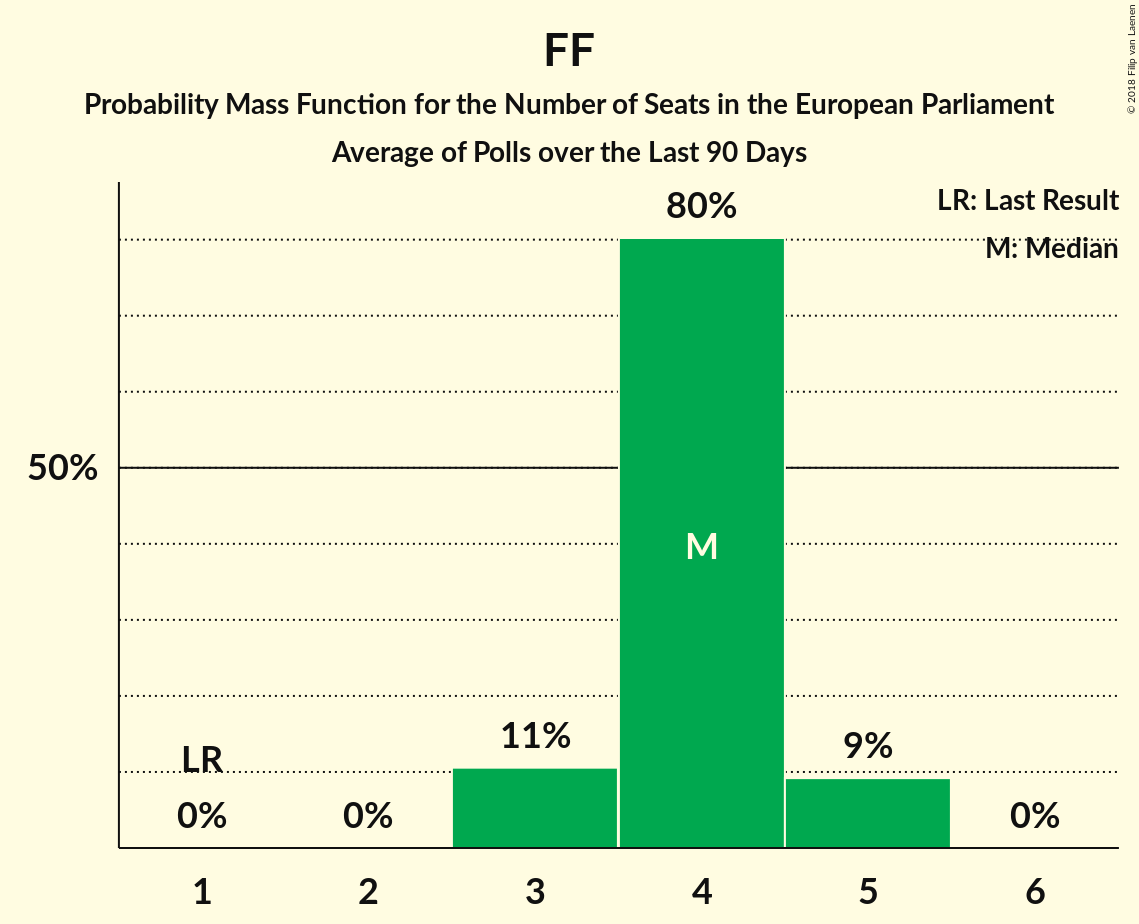 FF
Probability Mass Function for the Number of Seats in the European Parliament
Average of Polls over the Last 90 Days
© 2018 Filip van Laenen
LR: Last Result
M: Median
80%
50%
M
11%
9%
LR
0%
0%
0%
1
2
3
4
5
6